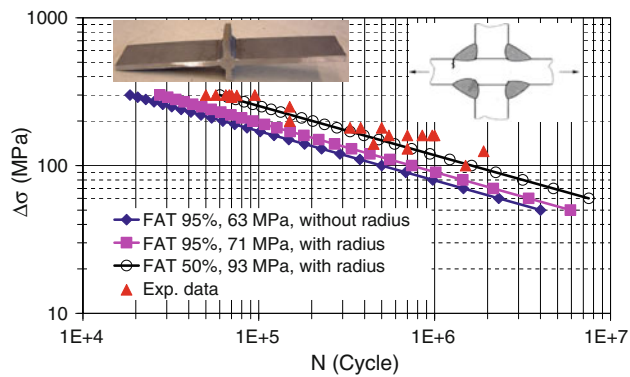 1000
100
10
Δσ (MPa)
FAT 95%, 63 MPa, without radius
FAT 95%, 71 MPa, with radius
FAT 50%, 93 MPa, with radius
Exp. data
1E+4 1E+5 1E+6 1E+7
N (Cycle)